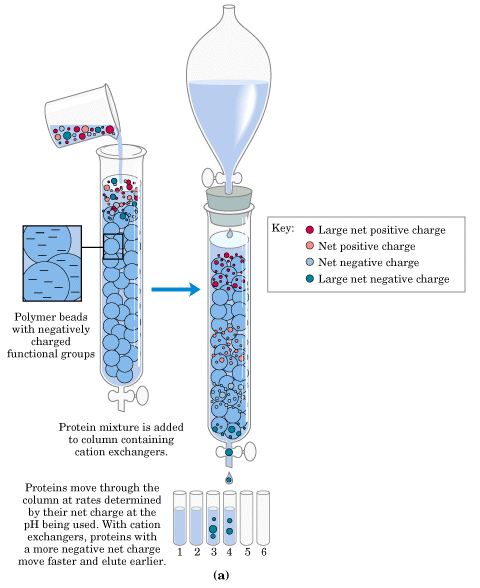 Key:
Large net positive charge
Net positive charge
Net negative charge
Large net negative charge
Polymer beads
with negatively
charged
functional groups
Protein mixture is added
to column containing
cation exchangers.
Proteins move through the
column at rates determined
by their net charge at the
pH being used. With cation
exchangers, proteins with
a more negative net charge
move faster and elute earlier.
1 2 3 4 5 6
(a)